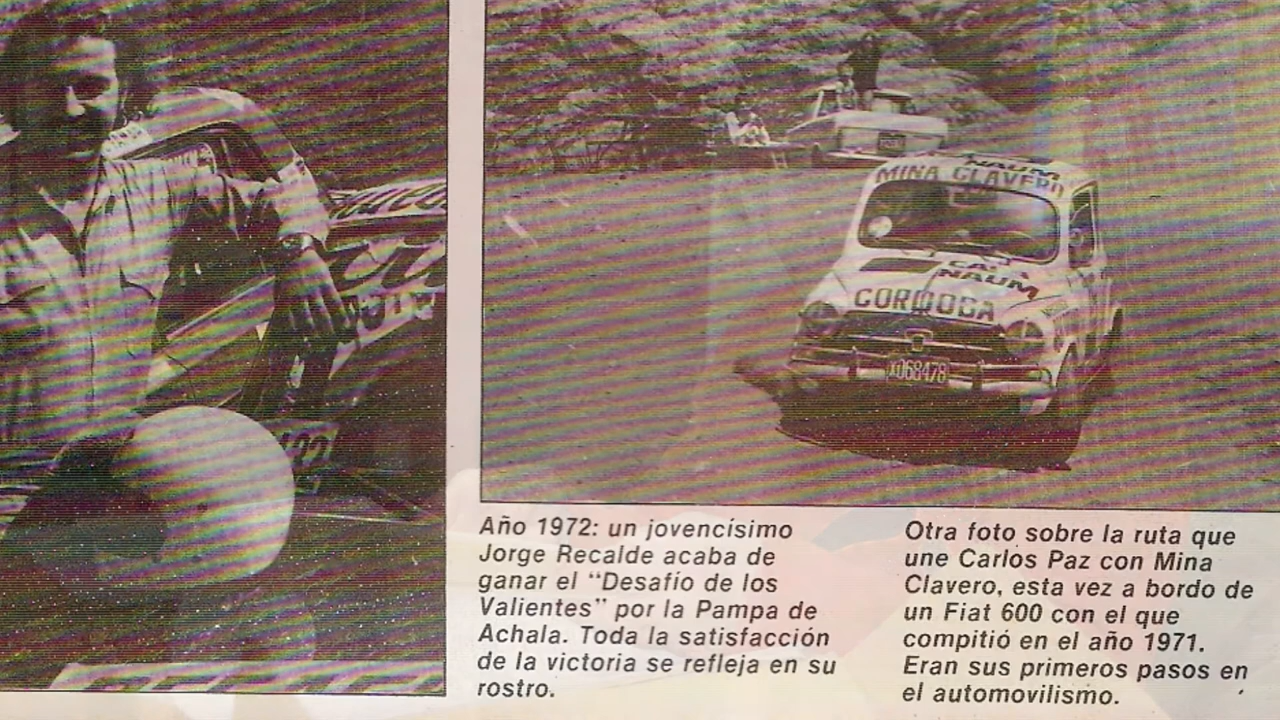 NAUM
MINA CLAVERO
NAUM
CORDOBA
X068478
Año 1972: un jovencísimo
Jorge Recalde acaba de
ganar el "Desafío de los
Valientes" por la Pampa de
Achala. Toda la satisfacción
de la victoria se refleja en su
rostro.
Otra foto sobre la ruta que
une Carlos Paz con Mina
Clavero, esta vez a bordo de
un Fiat 600 con el que
compitió en el año 1971.
Eran sus primeros pasos en
el automovilismo.